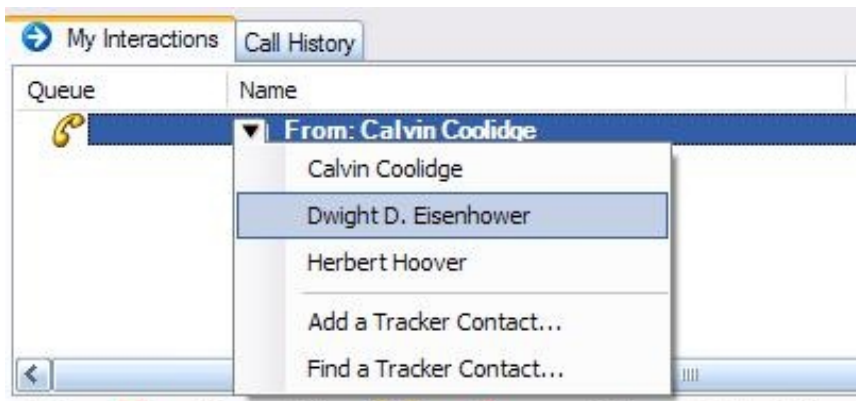 My Interactions Call History
Queue Name
From: Calvin Coolidge
Calvin Coolidge
Dwight D. Eisenhower
Herbert Hoover
Add a Tracker Contact...
Find a Tracker Contact...